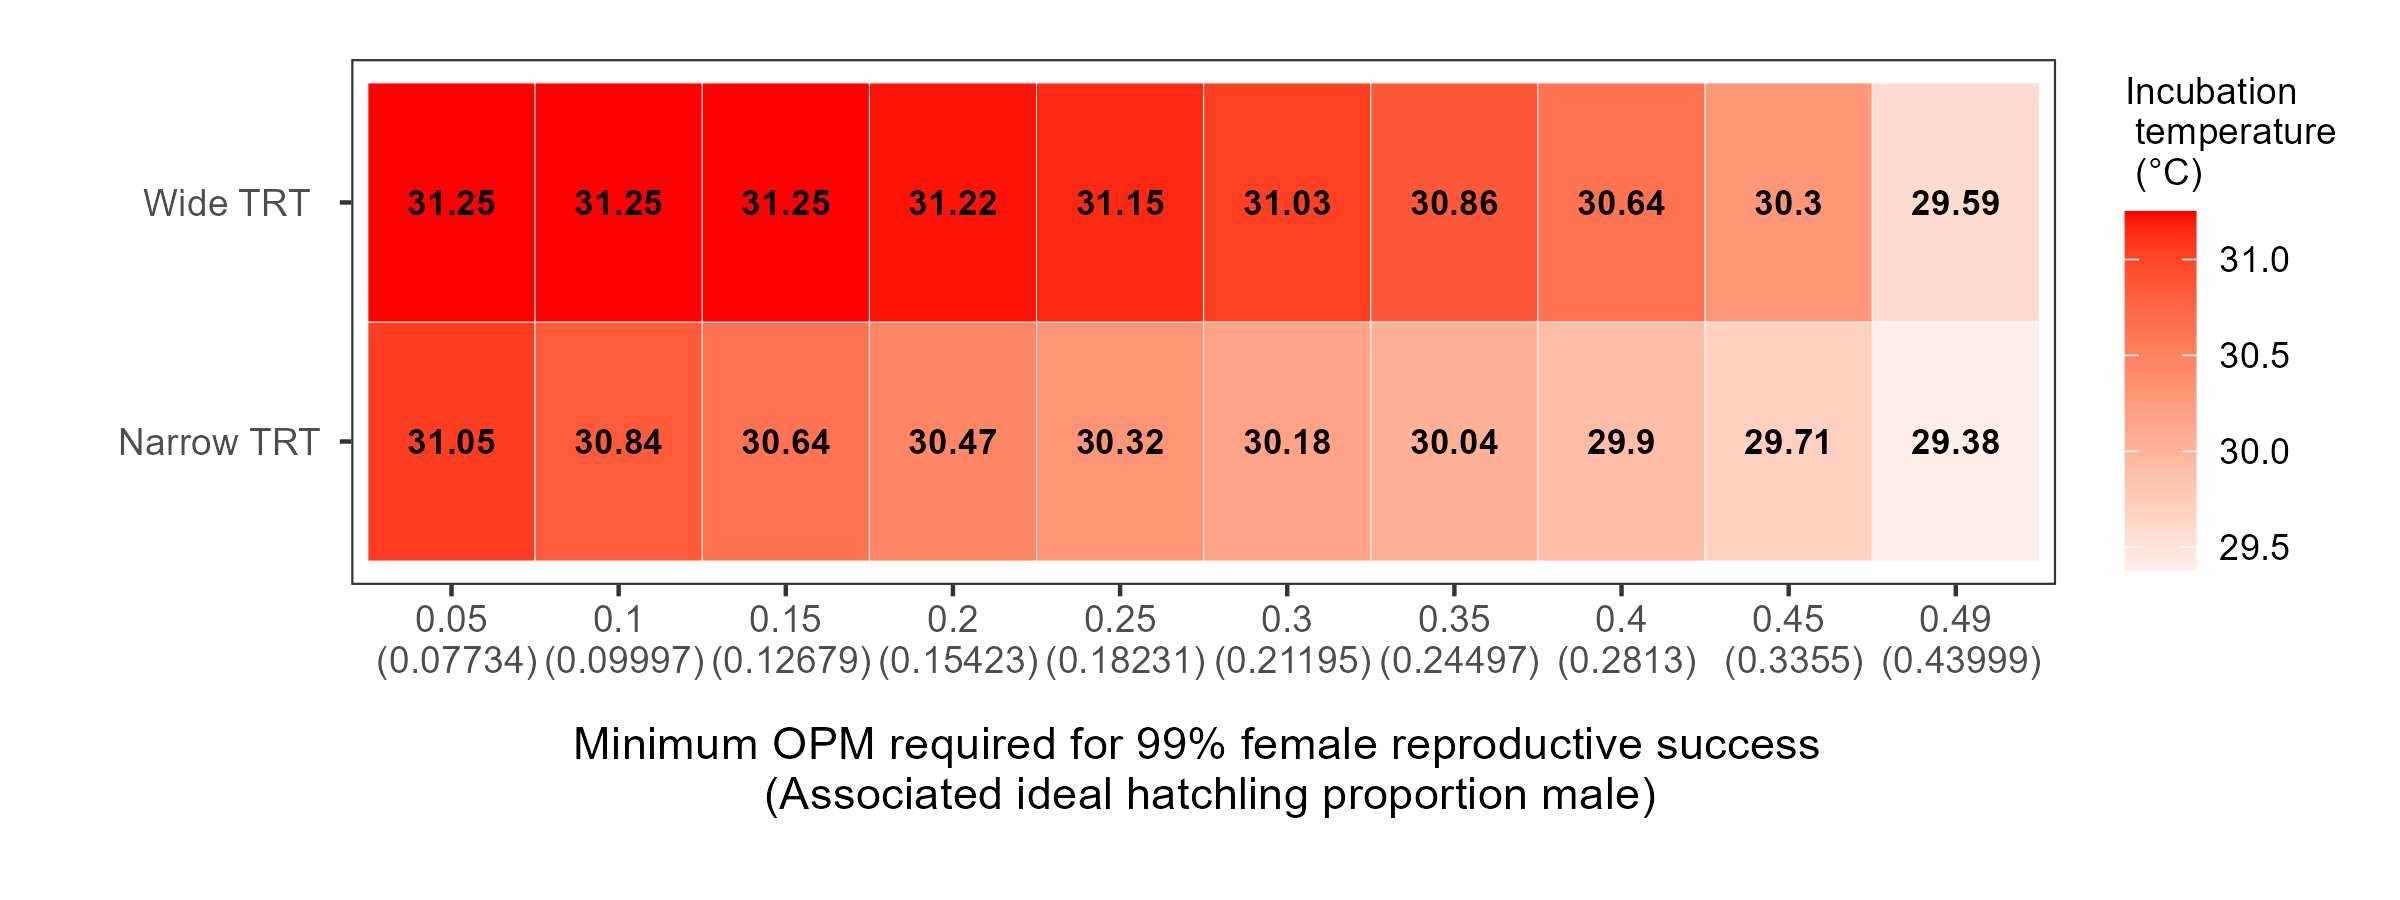 Incubation
temperature
(°C)
31.0
30.5
30.0
29.5
Wide TRT 31.25 31.25 31.25 31.22 31.15 31.03 30.86 30.64 30.3 29.59
Narrow TRT 31.05 30.84 30.64 30.47 30.32 30.18 30.04 29.9 29.71 29.38
0.05 0.1 0.15 0.2 0.25 0.3 0.35 0.4 0.45 0.49
(0.07734) (0.09997) (0.12679) (0.15423) (0.18231) (0.21195) (0.24497) (0.2813) (0.3355) (0.43999)
Minimum OPM required for 99% female reproductive success
(Associated ideal hatchling proportion male)